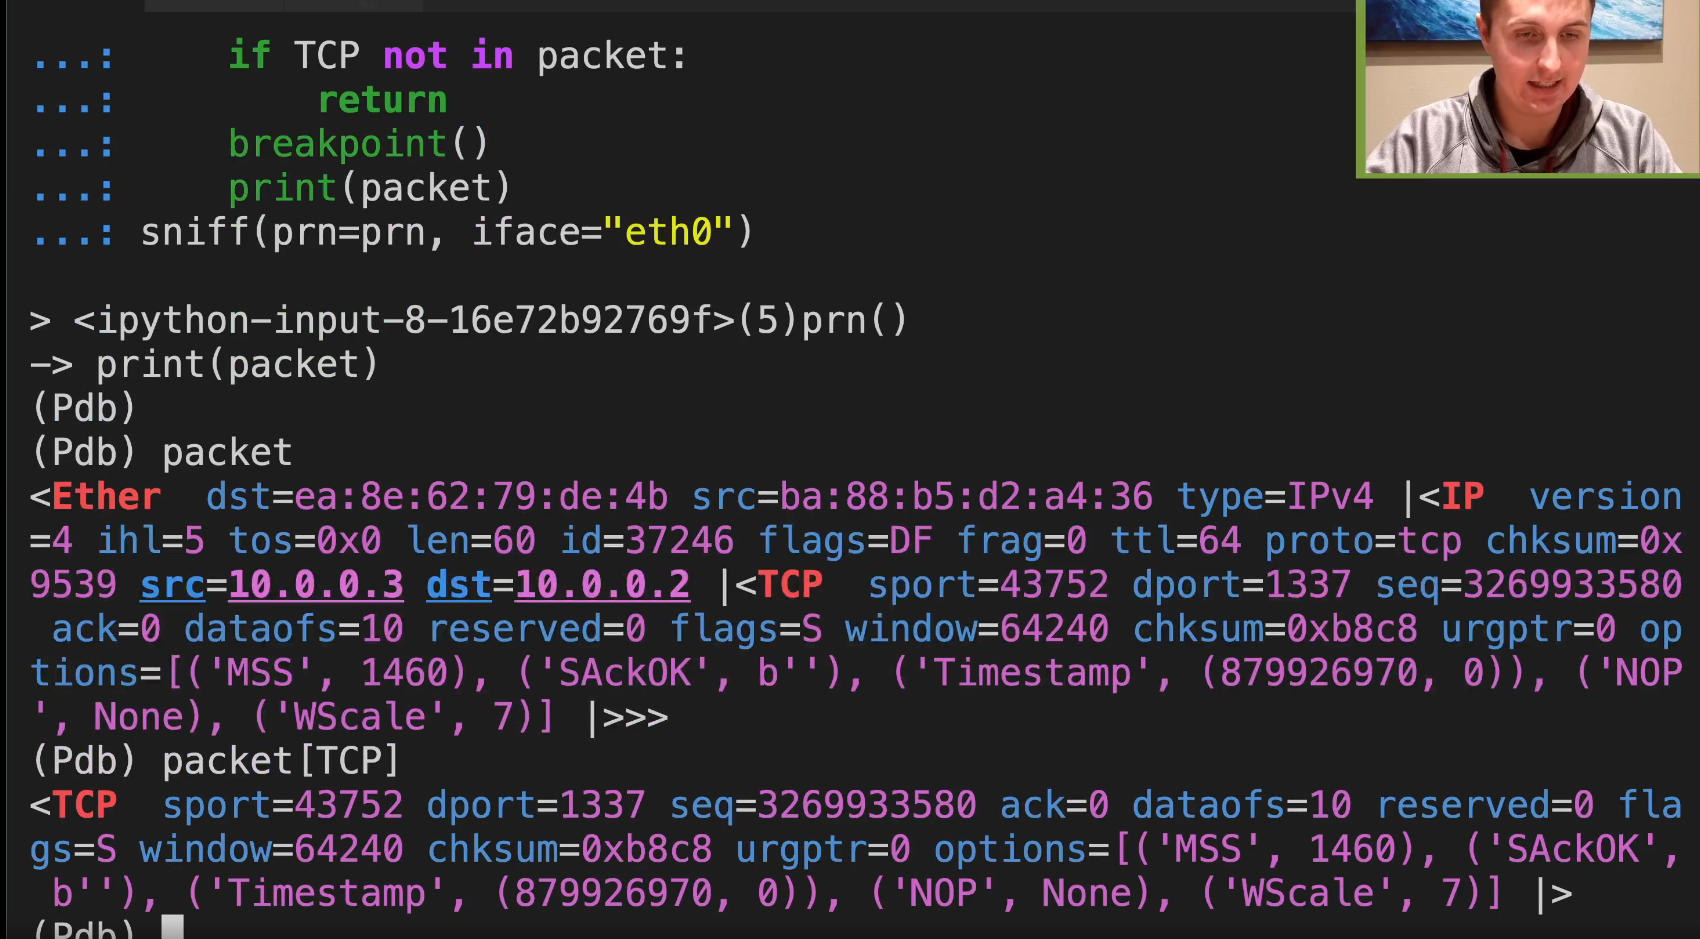 ...:     if TCP not in packet:
...:         return
...:     breakpoint()
...:     print(packet)
...: sniff(prn=prn, iface="eth0")
> <ipython-input-8-16e72b92769f>(5)prn()
-> print(packet)
(Pdb)
(Pdb) packet
<Ether  dst=ea:8e:62:79:de:4b src=ba:88:b5:d2:a4:36 type=IPv4 |<IP  version
=4 ihl=5 tos=0x0 len=60 id=37246 flags=DF frag=0 ttl=64 proto=tcp chksum=0x
9539 src=10.0.0.3 dst=10.0.0.2 |<TCP  sport=43752 dport=1337 seq=3269933580
 ack=0 dataofs=10 reserved=0 flags=S window=64240 chksum=0xb8c8 urgptr=0 op
tions=[('MSS', 1460), ('SAckOK', b''), ('Timestamp', (879926970, 0)), ('NOP
', None), ('WScale', 7)] |>>>
(Pdb) packet[TCP]
<TCP  sport=43752 dport=1337 seq=3269933580 ack=0 dataofs=10 reserved=0 fla
gs=S window=64240 chksum=0xb8c8 urgptr=0 options=[('MSS', 1460), ('SAckOK',
 b''), ('Timestamp', (879926970, 0)), ('NOP', None), ('WScale', 7)] |>
(Pdb)